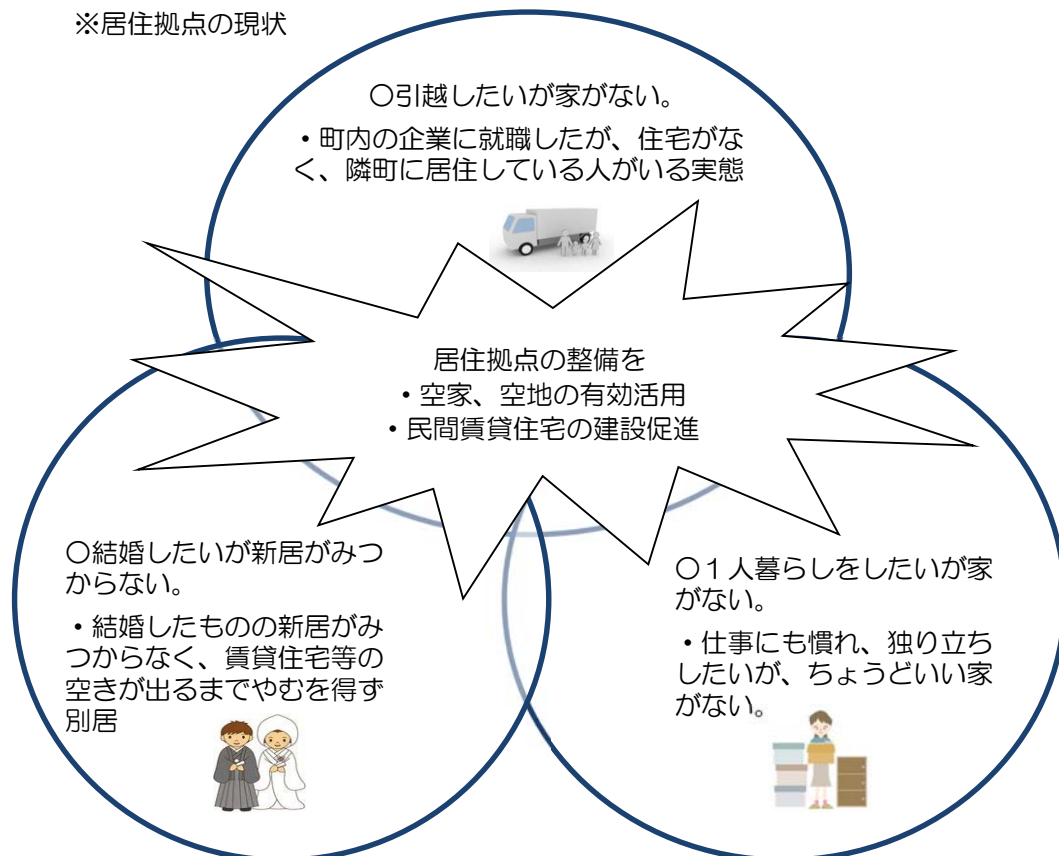 ※居住拠点の現状
〇引越したいが家がない。
・町内の企業に就職したが、住宅がな
く、隣町に居住している人がいる実態
居住拠点の整備を
・空家、空地の有効活用
・民間賃貸住宅の建設促進
〇結婚したいが新居がみつ
からない。
・結婚したものの新居がみ
つからなく、賃貸住宅等の
空きが出るまでやむを得ず
別居
〇１人暮らしをしたいが家
がない。
・仕事にも慣れ、独り立ち
したいが、ちょうどいい家
がない。